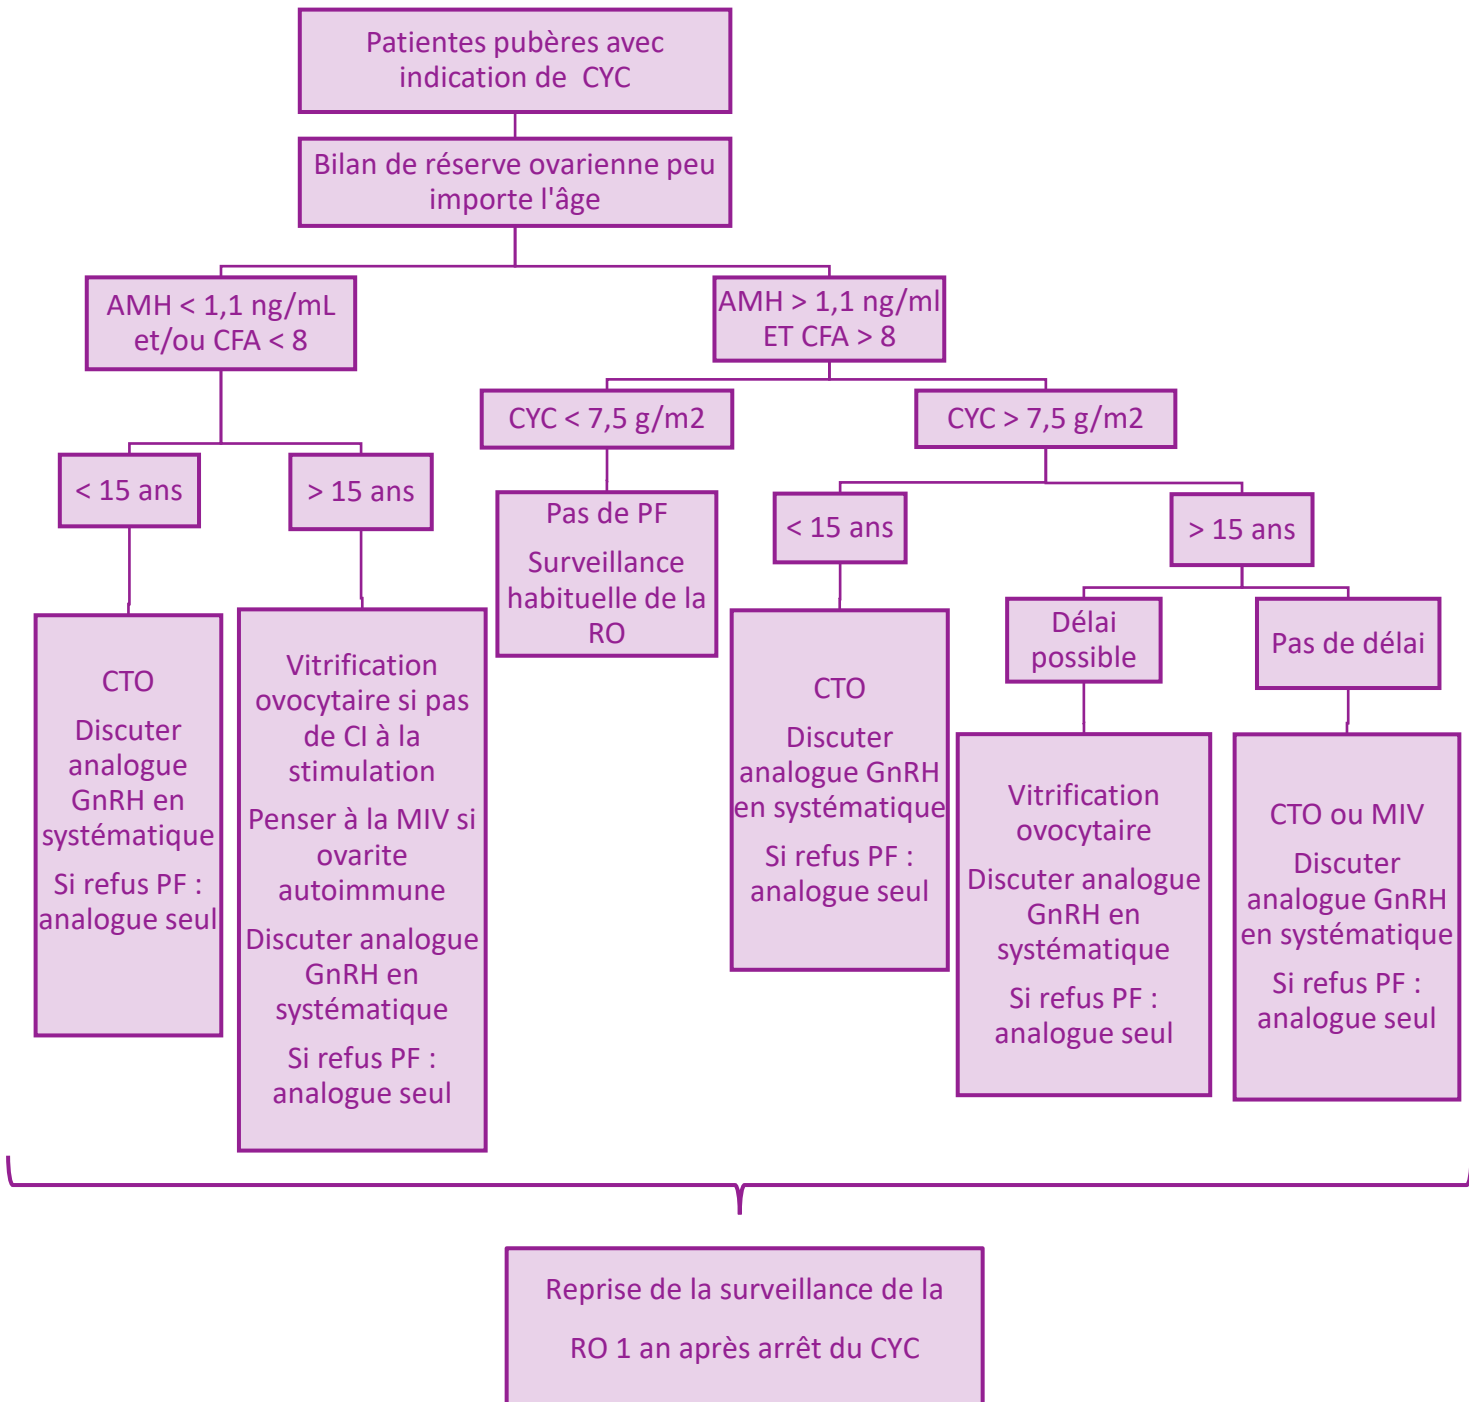 Patientes pubères avec
indication de CYC
Bilan de réserve ovarienne peu
importe l'âge
AMH < 1,1 ng/mL
et/ou CFA < 8
AMH > 1,1 ng/ml
ET CFA > 8
CYC < 7,5 g/m2
CYC > 7,5 g/m2
< 15 ans
> 15 ans
Pas de PF
Surveillance
habituelle de la
RO
< 15 ans
> 15 ans
Délai
possible
Pas de délai
CTO
Discuter
analogue
GnRH en
systématique
Si refus PF :
analogue seul
Vitrification
ovocytaire si pas
de CI à la
stimulation
Penser à la MIV si
ovarite
autoimmune
Discuter analogue
GnRH en
systématique
Si refus PF :
analogue seul
CTO
Discuter
analogue GnRH
en systématique
Si refus PF :
analogue seul
Vitrification
ovocytaire
Discuter analogue
GnRH en
systématique
Si refus PF :
analogue seul
CTO ou MIV
Discuter
analogue GnRH
en systématique
Si refus PF :
analogue seul
Reprise de la surveillance de la
RO 1 an après arrêt du CYC